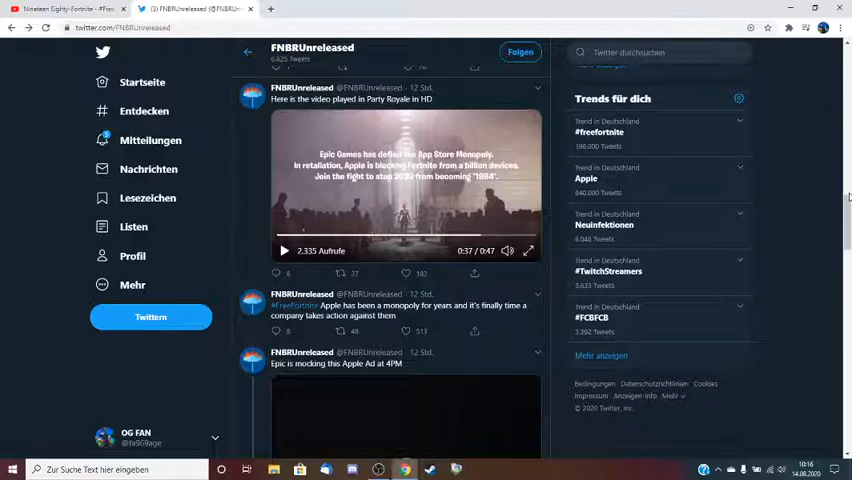 Nineteen Eighty-Fortnite - #Free
(3) FNBRUnreleased (@FNBRUn
twitter.com/FNBRUnreleased
FNBRUnreleased
6.625 Tweets
Folgen
Twitter durchsuchen
Startseite
Entdecken
3
Mitteilungen
Nachrichten
Lesezeichen
Listen
Profil
Mehr
Twittern
OG FAN
@fa969age
FNBRUnreleased @FNBRUnreleased · 12 Std.
Here is the video played in Party Royale in HD
Epic Games has defied the App Store Monopoly.
In retaliation, Apple is blocking Fortnite from a billion devices.
Join the fight to stop 2020 from becoming "1984".
2.335 Aufrufe
0:37 / 0:47
8 37 192
FNBRUnreleased @FNBRUnreleased · 12 Std.
#FreeFortnite Apple has been a monopoly for years and it's finally time a
company takes action against them
8 48 513
FNBRUnreleased @FNBRUnreleased · 12 Std.
Epic is mocking this Apple Ad at 4PM
Trends für dich
Trend in Deutschland
#freefortnite
198.000 Tweets
Trend in Deutschland
Apple
640.000 Tweets
Trend in Deutschland
Neuinfektionen
6.048 Tweets
Trend in Deutschland
#TwitchStreamers
3.633 Tweets
Trend in Deutschland
#FCBFCB
3.392 Tweets
Mehr anzeigen
Bedingungen Datenschutzrichtlinien Cookies
Impressum Anzeigen-Info Mehr
© 2020 Twitter, Inc.
Zur Suche Text hier eingeben
10:16
14.08.2020